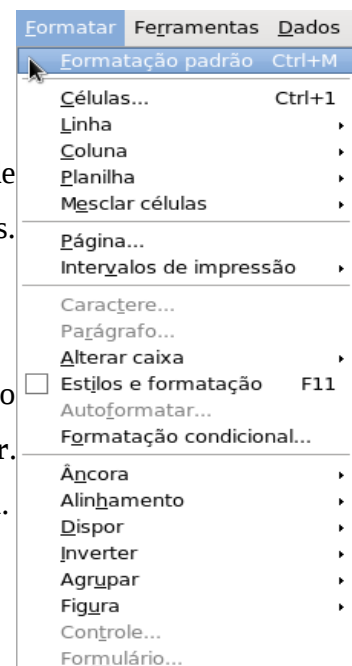 Formatar Ferramentas Dados
Formatação padrão Ctrl+M
Células... Ctrl+1
Linha
Coluna
e Planilha
Mesclar células
s.
Página...
Intervalos de impressão
Caractere...
Parágrafo...
Alterar caixa
o Estilos e formatação F11
Autoformatar...
Formatação condicional...
r.
Âncora
Alinhamento
.
Dispor
Inverter
Agrupar
Figura
Controle...
Formulário...